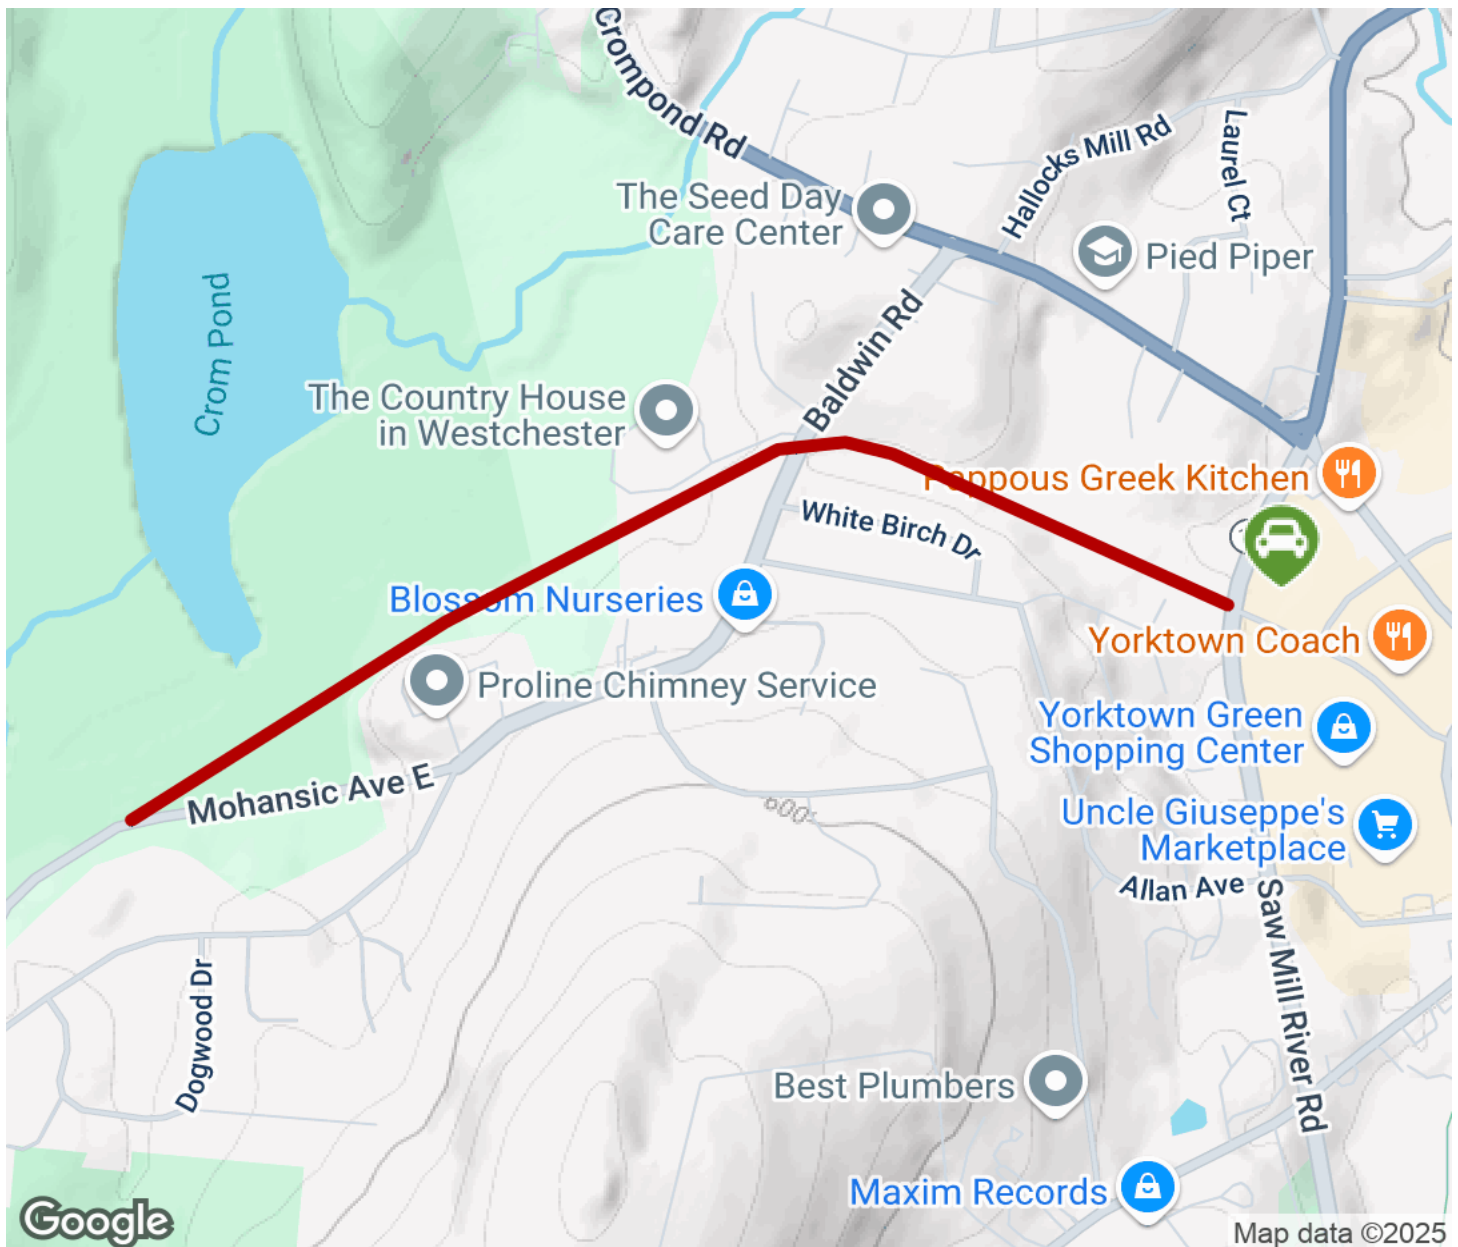 Crompond Rd
Hallocks Mill Rd
Laurel Ct
The Seed Day
Care Center
Pied Piper
Crom Pond
Baldwin Rd
The Country House
in Westchester
Pappous Greek Kitchen
White Birch Dr
Blossom Nurseries
Yorktown Coach
Proline Chimney Service
Yorktown Green
Shopping Center
Mohansic Ave E
600
Uncle Giuseppe's
Marketplace
Allan Ave
Saw Mill River Rd
Dogwood Dr
Best Plumbers
Maxim Records
Google
Map data ©2025